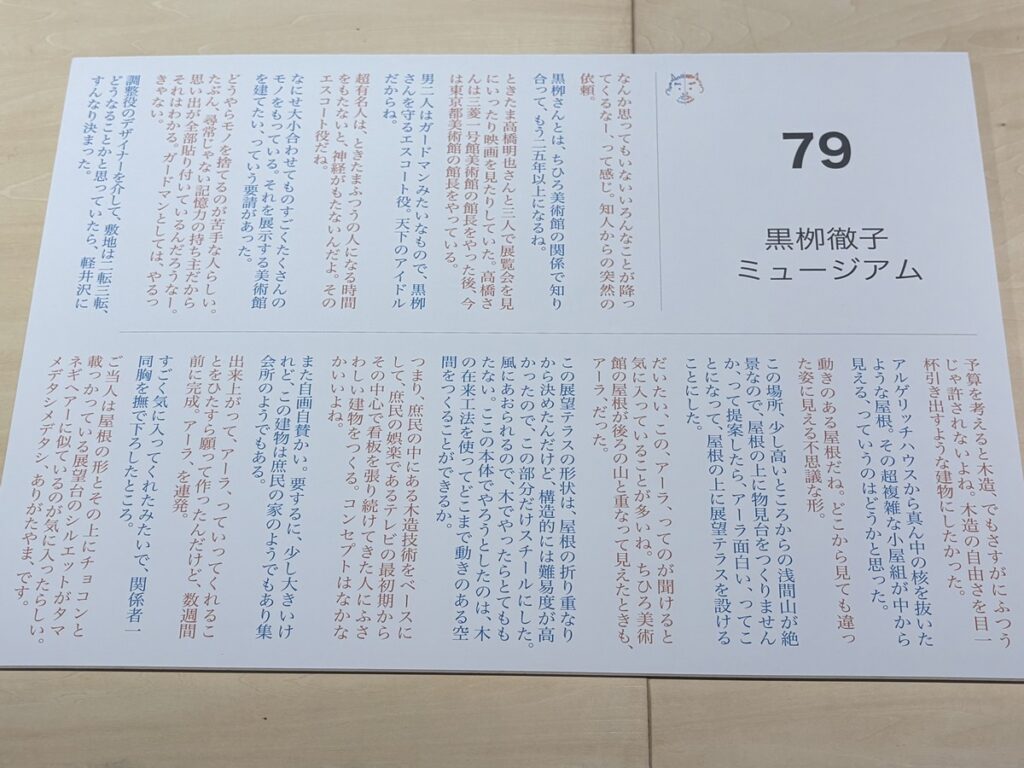 79
黒栁徹子
ミュージアム
なんか思ってもいないいろんなことが降っ
てくるなー、って感じ。知人からの突然の
依頼。
黒栁さんとは、ちひろ美術館の関係で知り
合って、もう二五年以上になるね。
ときたま高橋明也さんと三人で展覧会を見
にいったり映画を見たりしていた。高橋さ
んは三菱一号館美術館の館長をやった後、今
は東京都美術館の館長をやっている。
男二人はガードマンみたいなもので、黒栁
さんを守るエスコート役。天下のアイドル
だからね。
超有名人は、ときたまふつうの人になる時間
をもたないと、神経がもたないんだよ。その
エスコート役だね。
なにせ大小合わせてものすごくたくさんの
モノをもっている。それを展示する美術館
を建てたい、っていう要請があった。
どうやらモノを捨てるのが苦手な人らしい。
たぶん、尋常じゃない記憶力の持ち主だから
思い出が全部貼り付いているんだろうなー。
それはわかる。ガードマンとしては、やるっ
きゃない。
調整役のデザイナーを介して、敷地は二転三転、
どうなることかと思っていたら、軽井沢に
すんなり決まった。
予算を考えると木造、でもさすがにふつう
じゃ許されないよね。木造の自由さを目一
杯引き出すような建物にしたかった。
アルゲリッチハウスから真ん中の核を抜いた
ような屋根。その超複雑な小屋組が中から
見える、っていうのはどうかと思った。
動きのある屋根だね。どこから見ても違っ
た姿に見える不思議な形。
この場所、少し高いところからの浅間山が絶
景なので、屋根の上に物見台をつくりません
か、って提案したら、アーラ面白い、ってこ
とになって、屋根の上に展望テラスを設ける
ことにした。
だいたい、この、アーラ、ってのが聞けると
気に入っていることが多いね。ちひろ美術
館の屋根が後ろの山と重なって見えたときも、
アーラ、だった。
この展望テラスの形状は、屋根の折り重なり
から決めたんだけど、構造的には難易度が高
かったので、この部分だけスチールにした。
風にあおられるので、木でやったらとてももたない。ここの本体でやろうとしたのは、木
の在来工法を使ってどこまで動きのある空
間をつくることができるか。
つまり、庶民の中にある木造技術をベースに
して、庶民の娯楽であるテレビの最初期から
その中心で看板を張り続けてきた人にふさ
わしい建物をつくる。コンセプトはなかな
かいいよね。
また自画自賛かい。要するに、少し大きいけ
れど、この建物は庶民の家のようでもあり集
会所のようでもある。
出来上がって、アーラ、っていってくれるこ
とをひたすら願って作ったんだけど、数週間
前に完成。アーラ、を連発。
すごく気に入ってくれたみたいで、関係者一
同胸を撫で下ろしたところ。
ご当人は屋根の形とその上にチョコンと
載っかっている展望台のシルエットがタマ
ネギヘアーに似ているのが気に入ったらしい。
メデタシメデタシ、ありがたやま、です。